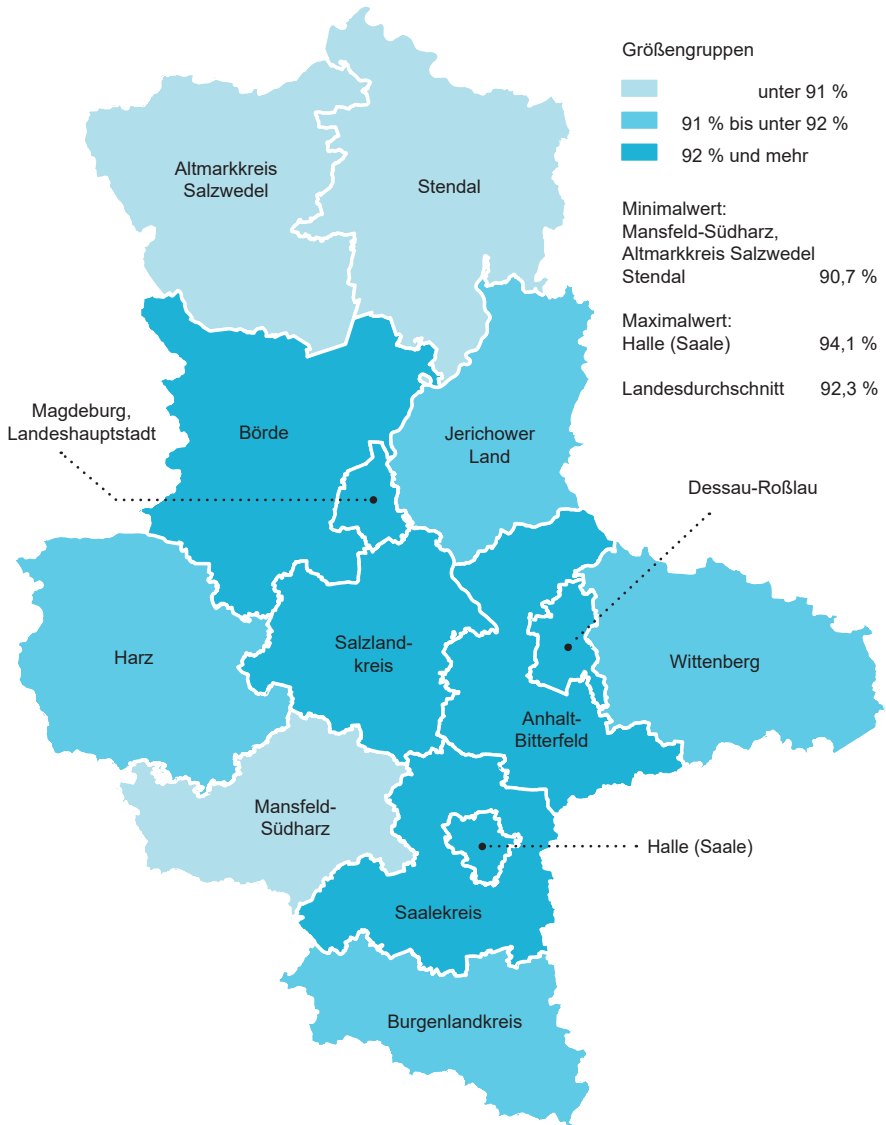 Größengruppen
unter 91 %
91 % bis unter 92 %
92 % und mehr
Minimalwert:
Mansfeld-Südharz,
Altmarkkreis Salzwedel
Stendal 90,7 %
Maximalwert:
Halle (Saale) 94,1 %
Landesdurchschnitt 92,3 %
Altmarkkreis
Salzwedel
Stendal
Magdeburg,
Landeshauptstadt
Börde
Jerichower
Land
Dessau-Roßlau
Harz
Salzland-
kreis
Wittenberg
Anhalt-
Bitterfeld
Mansfeld-
Südharz
Halle (Saale)
Saalekreis
Burgenlandkreis